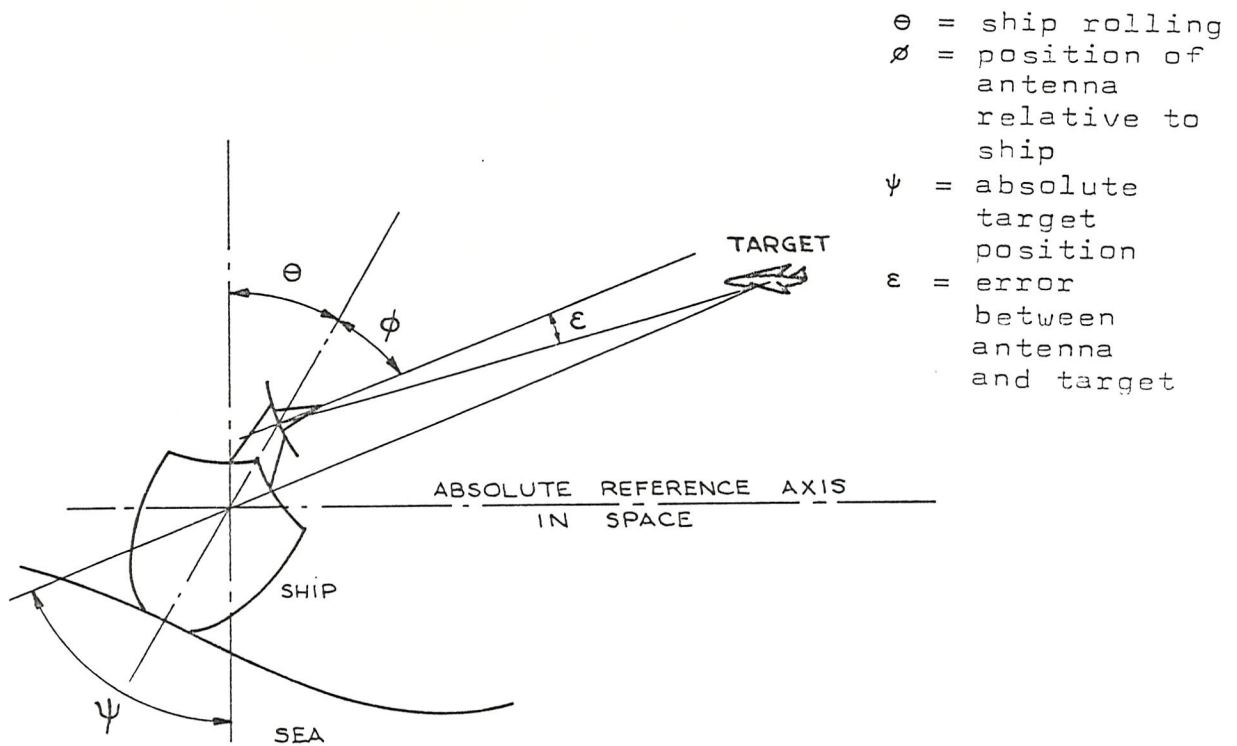 θ = ship rolling
ø = position of
antenna
relative to
ship
ψ = absolute
target
position
ε = error
between
antenna
and target
TARGET
θ
ϕ
ε
ABSOLUTE REFERENCE AXIS
IN SPACE
SHIP
ψ
SEA